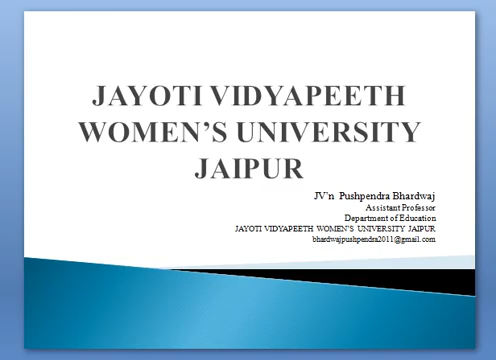 JAYOTI VIDYAPEETH
WOMEN’S UNIVERSITY
JAIPUR
JV’n Pushpendra Bhardwaj
Assistant Professor
Department of Education
JAYOTI VIDYAPEETH WOMEN’S UNIVERSITY JAIPUR
bhardwajpushpendra2011@gmail.com